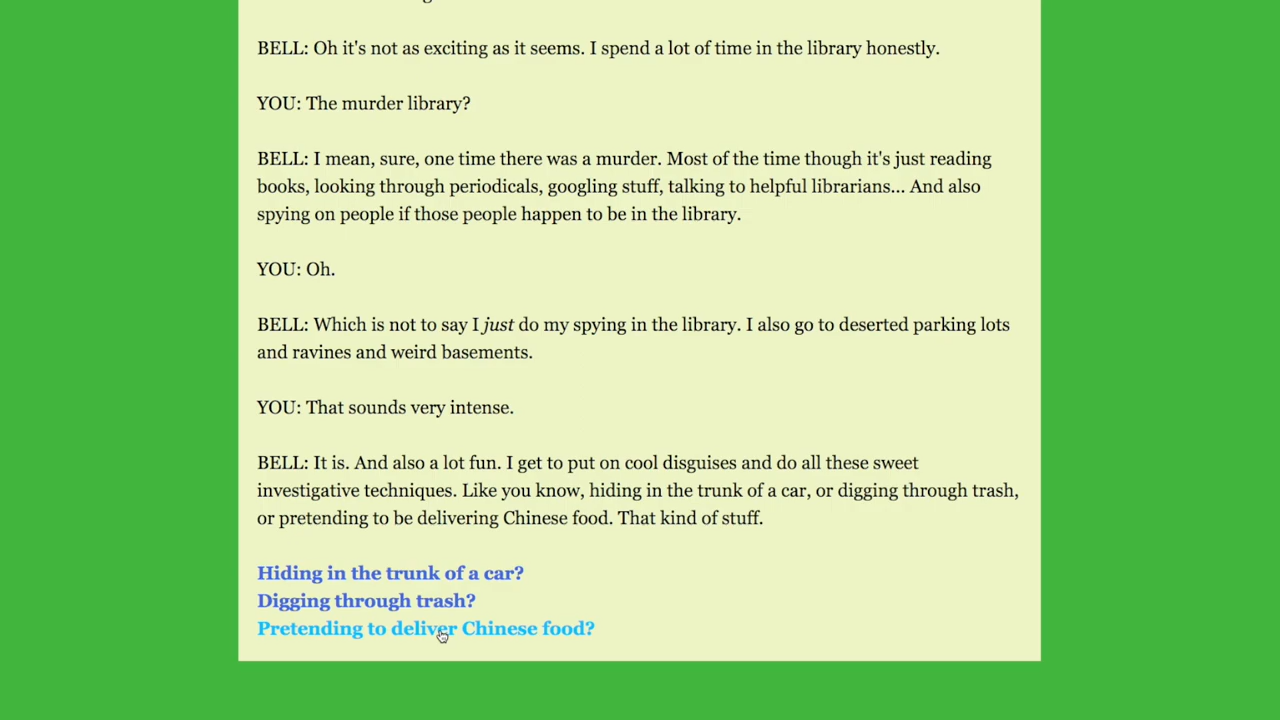 BELL: Oh it's not as exciting as it seems. I spend a lot of time in the library honestly.
YOU: The murder library?
BELL: I mean, sure, one time there was a murder. Most of the time though it's just reading
books, looking through periodicals, googling stuff, talking to helpful librarians... And also
spying on people if those people happen to be in the library.
YOU: Oh.
BELL: Which is not to say I just do my spying in the library. I also go to deserted parking lots
and ravines and weird basements.
YOU: That sounds very intense.
BELL: It is. And also a lot fun. I get to put on cool disguises and do all these sweet
investigative techniques. Like you know, hiding in the trunk of a car, or digging through trash,
or pretending to be delivering Chinese food. That kind of stuff.
Hiding in the trunk of a car?
Digging through trash?
Pretending to deliver Chinese food?